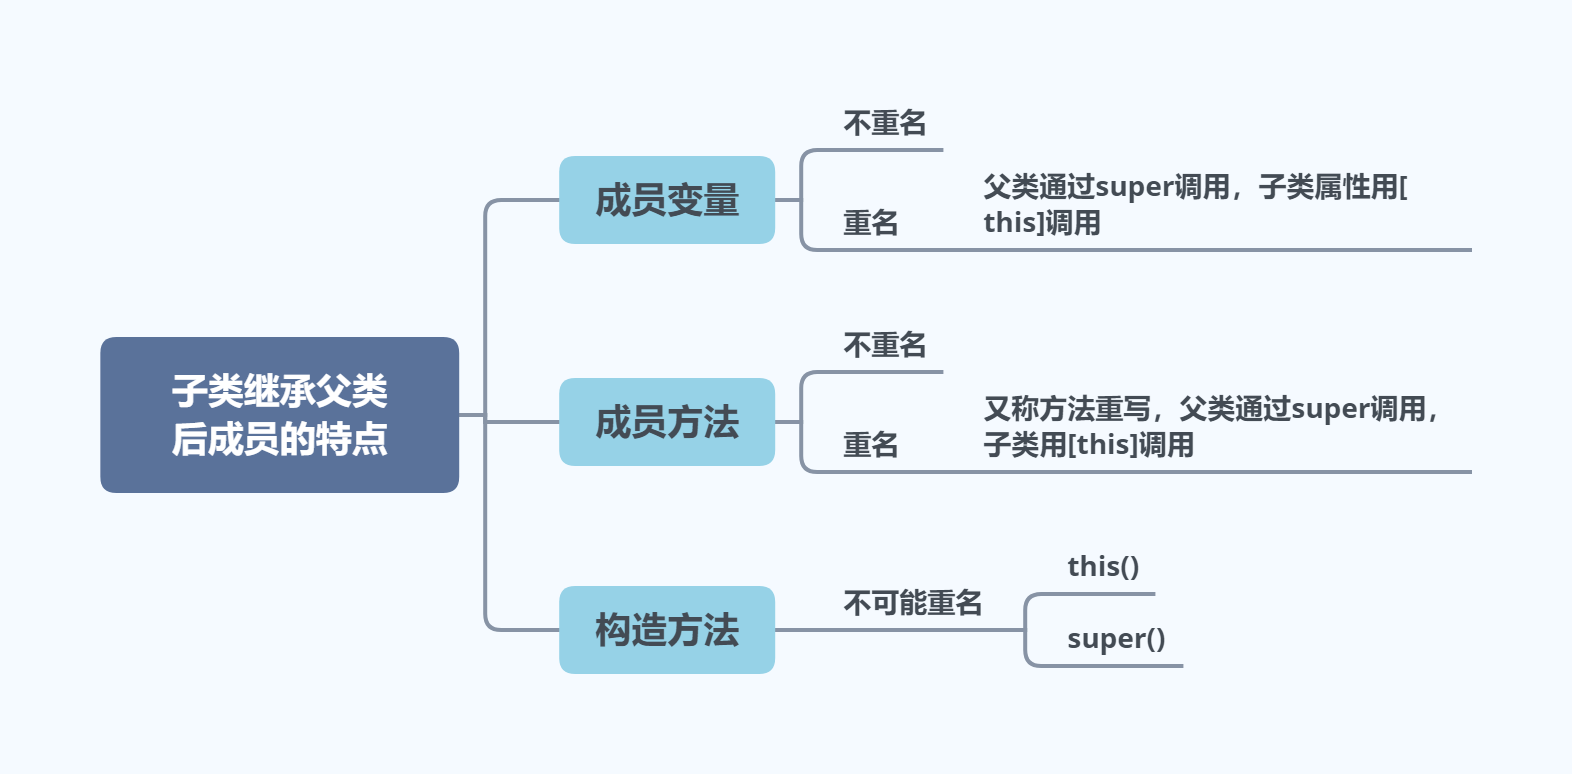 子类继承父类
后成员的特点
成员变量
不重名
重名
父类通过super调用，子类属性用[
this]调用
成员方法
不重名
重名
又称方法重写，父类通过super调用，
子类用[this]调用
构造方法
不可能重名
this()
super()